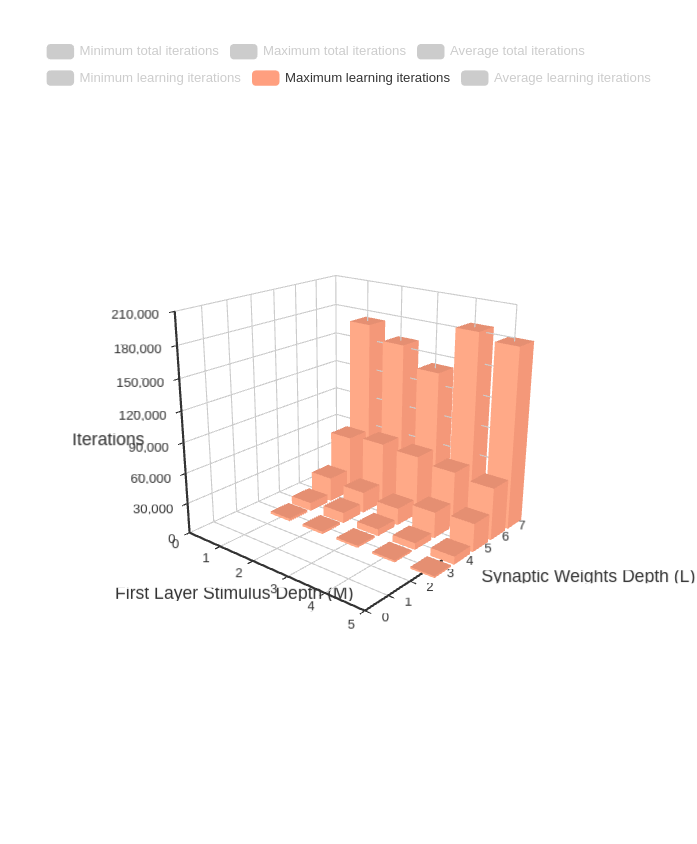 Minimum total iterations Maximum total iterations Average total iterations
Minimum learning iterations Maximum learning iterations Average learning iterations
210,000
180,000
150,000
120,000
90,000
Iterations
60,000
30,000
0
0 1 2 3 4 5
First Layer Stimulus Depth (M)
0 1 2 3 4 5 6 7
Synaptic Weights Depth (L)